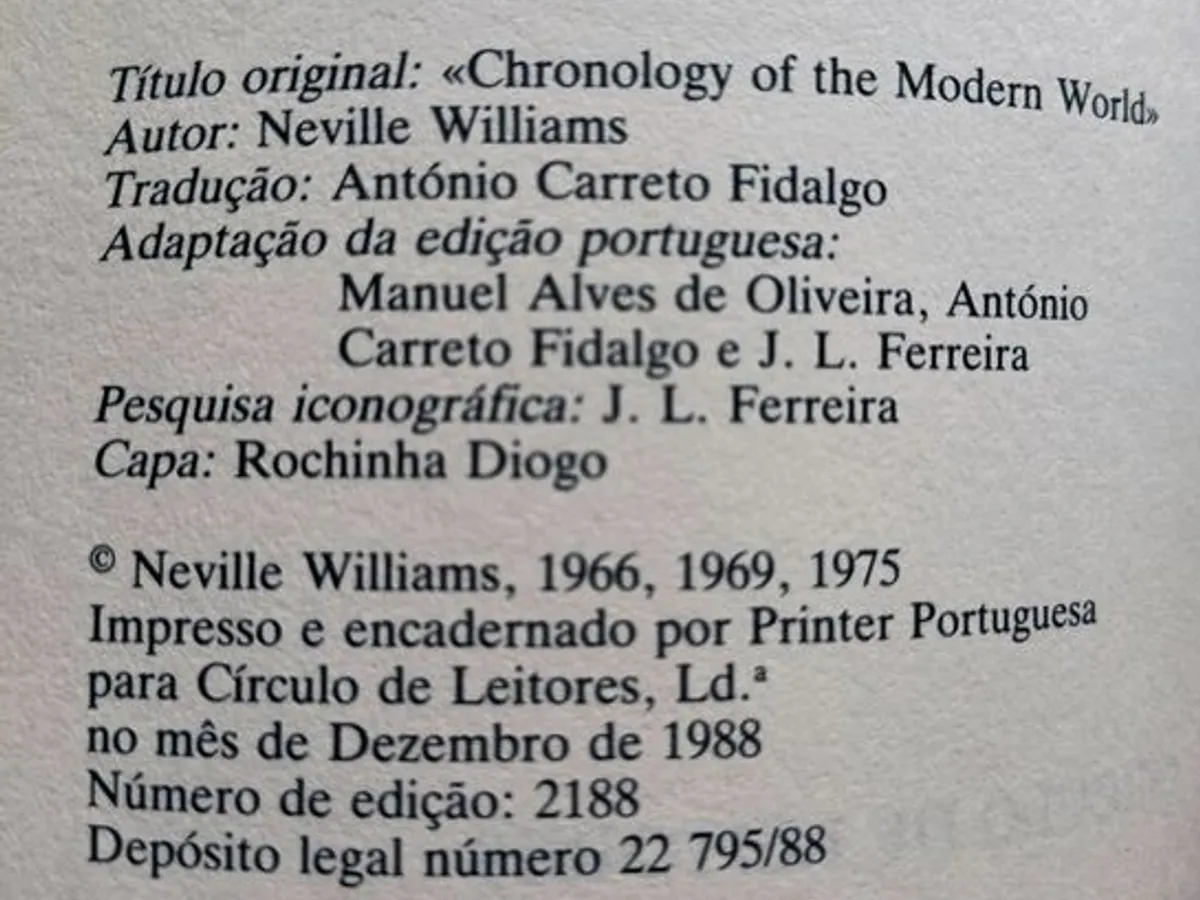 Título original: «Chronology of the Modern World»
Autor: Neville Williams
Tradução: António Carreto Fidalgo
Adaptação da edição portuguesa:
Manuel Alves de Oliveira, António
Carreto Fidalgo e J. L. Ferreira
Pesquisa iconográfica: J. L. Ferreira
Capa: Rochinha Diogo
© Neville Williams, 1966, 1969, 1975
Impresso e encadernado por Printer Portuguesa
para Círculo de Leitores, Ld.ª
no mês de Dezembro de 1988
Número de edição: 2188
Depósito legal número 22 795/88